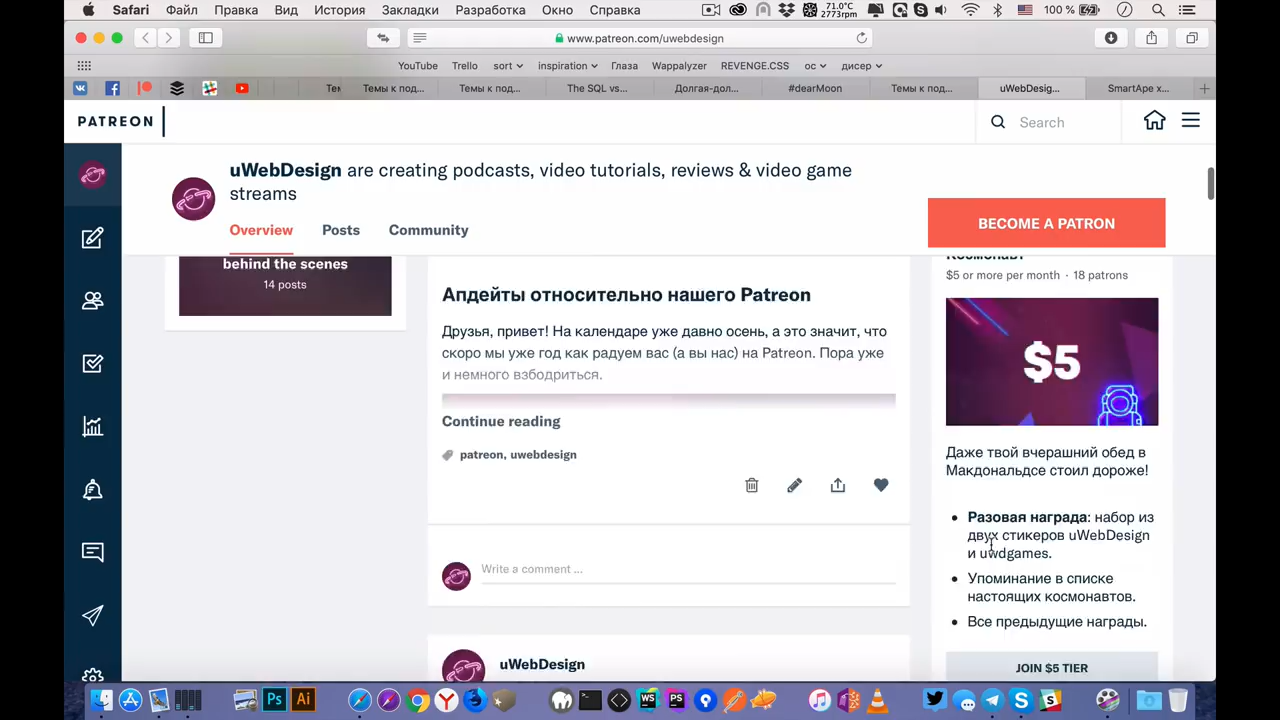 Safari Файл Правка Вид История Закладки Разработка Окно Справка 71.0°C 2773rpm 100 %
www.patreon.com/uwebdesign
YouTube Trello sort inspiration Глаза Wappalyzer REVENGE.CSS ос дисер
Тем Темы к под... Темы к под... The SQL vs... Долгая-дол... #dearMoon Темы к под... uWebDesig... SmartApe х...
PATREON
Search
uWebDesign are creating podcasts, video tutorials, reviews & video game
streams
Overview Posts Community
BECOME A PATRON
behind the scenes
14 posts
Апдейты относительно нашего Patreon
Друзья, привет! На календаре уже давно осень, а это значит, что
скоро мы уже год как радуем вас (а вы нас) на Patreon. Пора уже
и немного взбодриться.
Continue reading
patreon, uwebdesign
Write a comment ...
uWebDesign
Космонавт
$5 or more per month · 18 patrons
$5
Даже твой вчерашний обед в
Макдональдсе стоил дороже!
Разовая награда: набор из
двух стикеров uWebDesign
и uwdgames.
Упоминание в списке
настоящих космонавтов.
Все предыдущие награды.
JOIN $5 TIER
Ps Ai WS PS